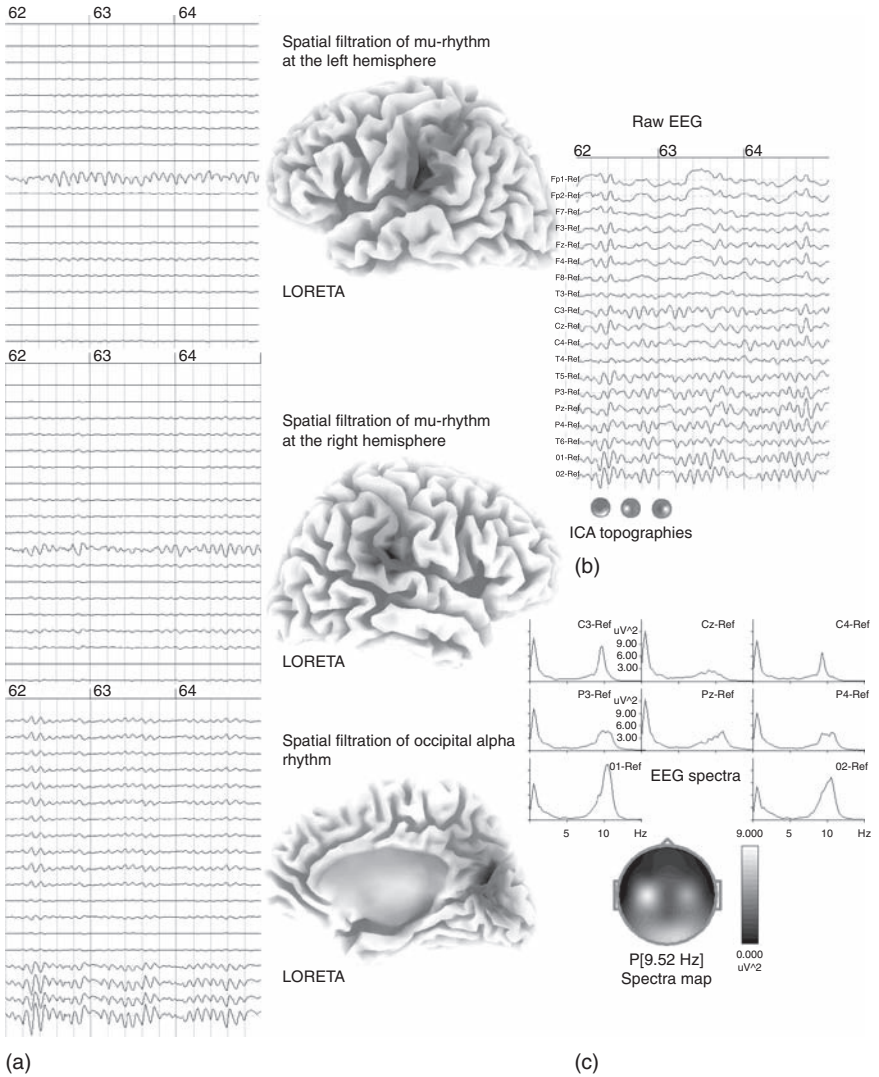 62 63 64
Spatial filtration of mu-rhythm
at the left hemisphere
LORETA
62 63 64
Spatial filtration of mu-rhythm
at the right hemisphere
LORETA
62 63 64
Spatial filtration of occipital alpha
rhythm
LORETA
(a)
Raw EEG
62 63 64
Fp1-Ref
Fp2-Ref
F7-Ref
F3-Ref
Fz-Ref
F4-Ref
F8-Ref
T3-Ref
C3-Ref
Cz-Ref
C4-Ref
T4-Ref
T5-Ref
P3-Ref
Pz-Ref
P4-Ref
T6-Ref
01-Ref
02-Ref
ICA topographies
(b)
C3-Ref Cz-Ref C4-Ref
uV^2
9.00
6.00
3.00
P3-Ref Pz-Ref P4-Ref
uV^2
9.00
6.00
3.00
01-Ref EEG spectra 02-Ref
5 10 Hz 9.000 5 10 Hz
0.000
uV^2
P[9.52 Hz]
Spectra map
(c)